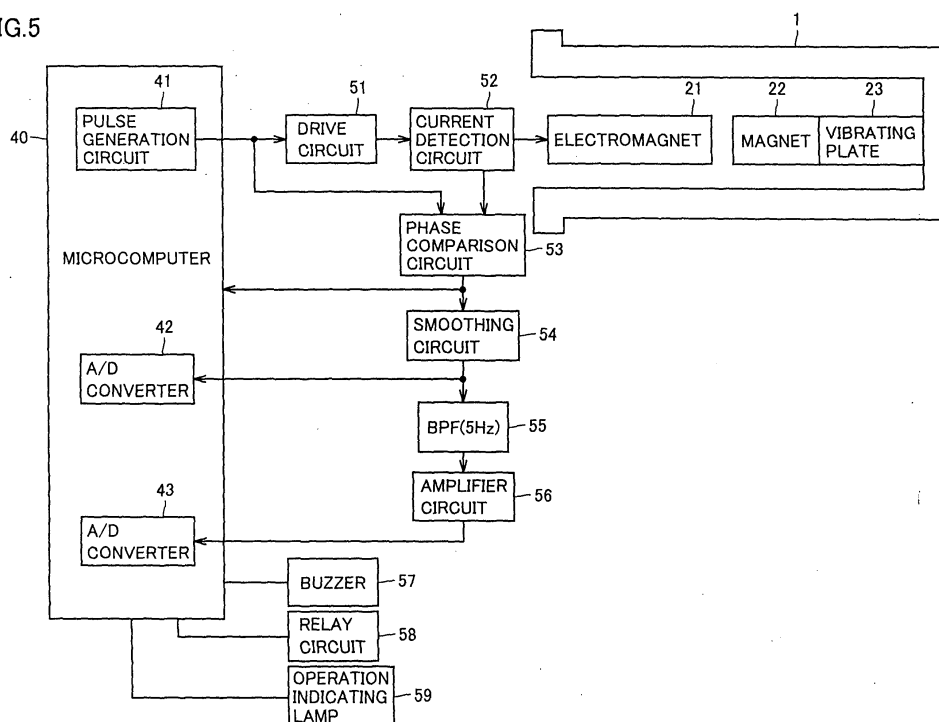 IG.5
1
41
PULSE
GENERATION
CIRCUIT
40
51
DRIVE
CIRCUIT
52
CURRENT
DETECTION
CIRCUIT
21
ELECTROMAGNET
22
MAGNET
23
VIBRATING
PLATE
PHASE
COMPARISON
CIRCUIT
53
MICROCOMPUTER
SMOOTHING
CIRCUIT
54
42
A/D
CONVERTER
BPF(5Hz)
55
AMPLIFIER
CIRCUIT
56
43
A/D
CONVERTER
BUZZER
57
RELAY
CIRCUIT
58
OPERATION
INDICATING
LAMP
59